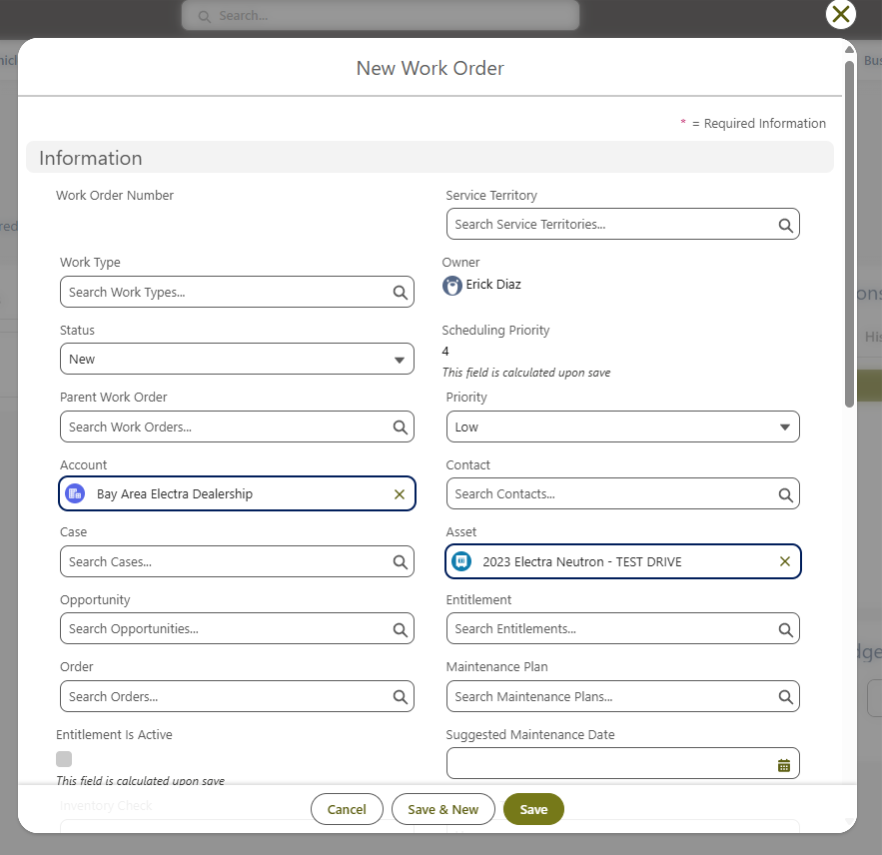 Search...
New Work Order
* = Required Information
Information
Work Order Number
Service Territory
Search Service Territories...
Work Type
Search Work Types...
Owner
Erick Diaz
Status
New
Scheduling Priority
4
This field is calculated upon save
Parent Work Order
Search Work Orders...
Priority
Low
Account
Bay Area Electra Dealership
Contact
Search Contacts...
Case
Search Cases...
Asset
2023 Electra Neutron - TEST DRIVE
Opportunity
Search Opportunities...
Entitlement
Search Entitlements...
Order
Search Orders...
Maintenance Plan
Search Maintenance Plans...
Entitlement Is Active
This field is calculated upon save
Suggested Maintenance Date
Inventory Check
Cancel
Save & New
Save